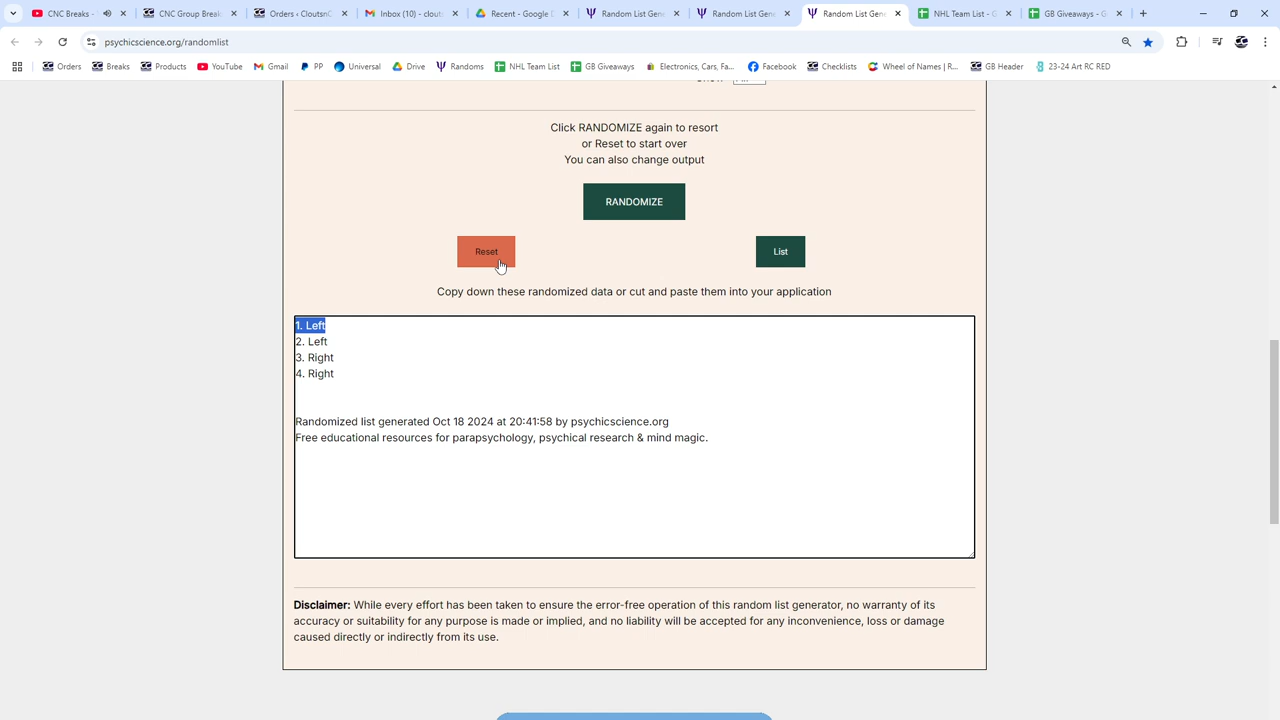 CNC Breaks
CNC Group Break
Orders • CloutsnC
Inbox (10) - cloud
Recent - Google D
Random List Gene
Random List Gene
Random List Gene
NHL Team List - G
GB Giveaways - G
psychicscience.org/randomlist
Orders
Breaks
Products
YouTube
Gmail
PP
Universal
Drive
Randoms
NHL Team List
GB Giveaways
Electronics, Cars, Fa...
Facebook
Checklists
Wheel of Names | R...
GB Header
23-24 Art RC RED
Click RANDOMIZE again to resort
or Reset to start over
You can also change output
RANDOMIZE
Reset
List
Copy down these randomized data or cut and paste them into your application
1. Left
2. Left
3. Right
4. Right
Randomized list generated Oct 18 2024 at 20:41:58 by psychicscience.org
Free educational resources for parapsychology, psychical research & mind magic.
Disclaimer: While every effort has been taken to ensure the error-free operation of this random list generator, no warranty of its
accuracy or suitability for any purpose is made or implied, and no liability will be accepted for any inconvenience, loss or damage
caused directly or indirectly from its use.